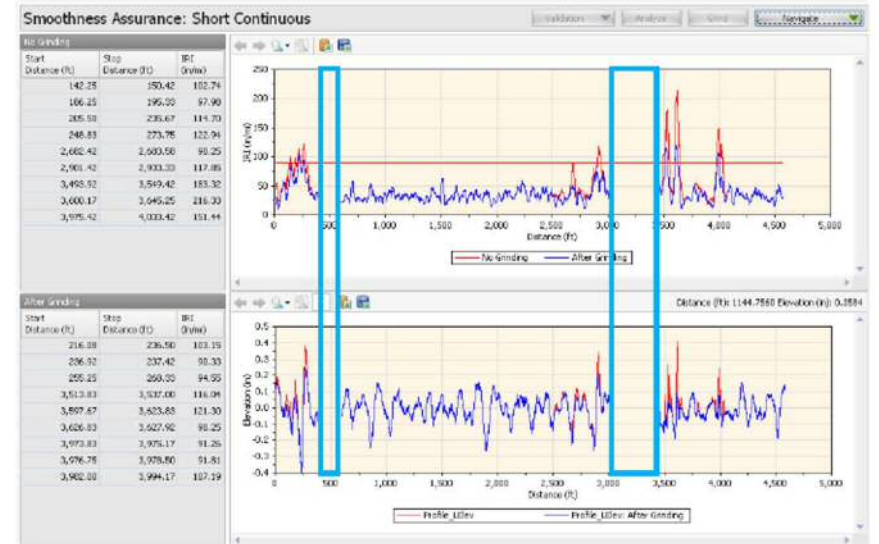 Smoothness Assurance: Short Continuous
Validation Analyze Grind Navigate
No Grinding
Start Distance (ft) Stop Distance (ft) IRI (in/mi)
142.25 150.42 102.74
186.25 195.33 97.90
205.50 235.67 114.70
248.83 273.75 122.94
2,682.42 2,683.58 90.25
2,901.42 2,933.33 117.85
3,493.92 3,549.42 183.32
3,600.17 3,645.25 216.33
3,975.42 4,033.42 151.44
IRI (in/mi)
250
200
150
100
50
0
0 500 1,000 1,500 2,000 2,500 3,000 3,500 4,000 4,500 5,000
Distance (ft)
No Grinding After Grinding
After Grinding
Start Distance (ft) Stop Distance (ft) IRI (in/mi)
216.08 236.50 103.15
236.92 237.42 90.33
255.25 268.33 94.55
3,513.83 3,537.00 116.04
3,597.67 3,623.83 121.30
3,626.83 3,627.92 90.25
3,973.83 3,975.17 91.26
3,976.75 3,978.50 91.81
3,982.00 3,994.17 107.19
Distance (ft): 1144.7560 Elevation (in): 0.3584
Elevation (in)
0.5
0.4
0.3
0.2
0.1
0.0
-0.1
-0.2
-0.3
-0.4
0 500 1,000 1,500 2,000 2,500 3,000 3,500 4,000 4,500 5,000
Distance (ft)
Profile_LElev Profile_LElev: After Grinding